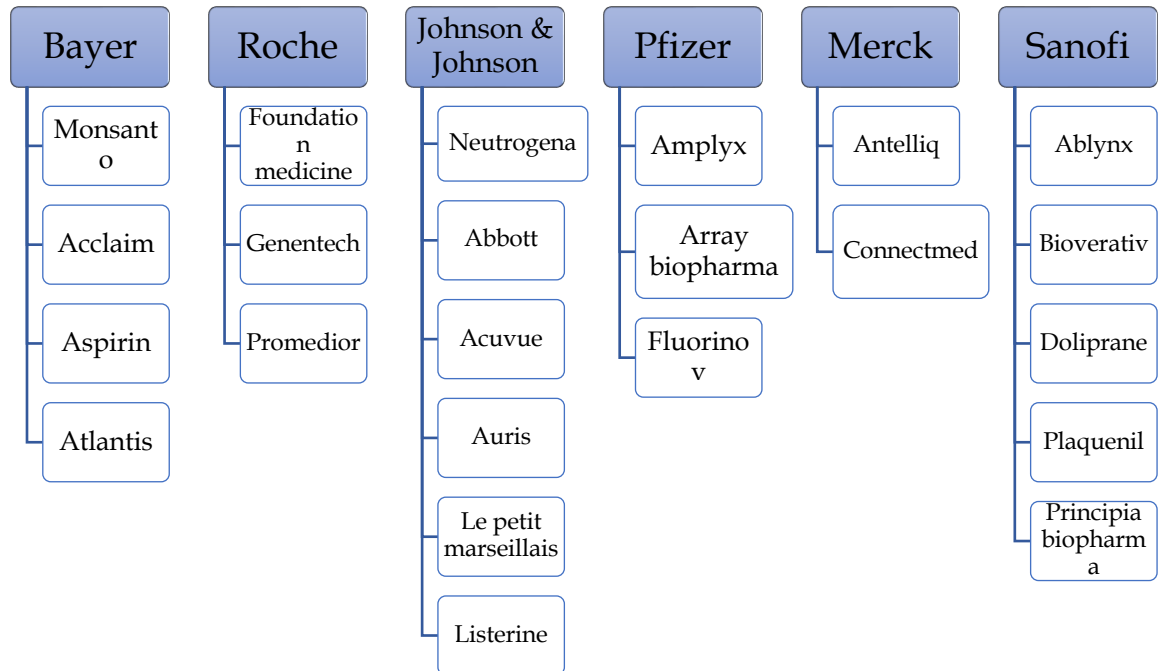 Bayer
Monsant
o
Acclaim
Aspirin
Atlantis
Roche
Foundatio
n
medicine
Genentech
Promedior
Johnson &
Johnson
Neutrogena
Abbott
Acuvue
Auris
Le petit
marseillais
Listerine
Pfizer
Amplyx
Array
biopharma
Fluorino
v
Merck
Antelliq
Connectmed
Sanofi
Ablynx
Bioverativ
Doliprane
Plaquenil
Principia
biopharm
a